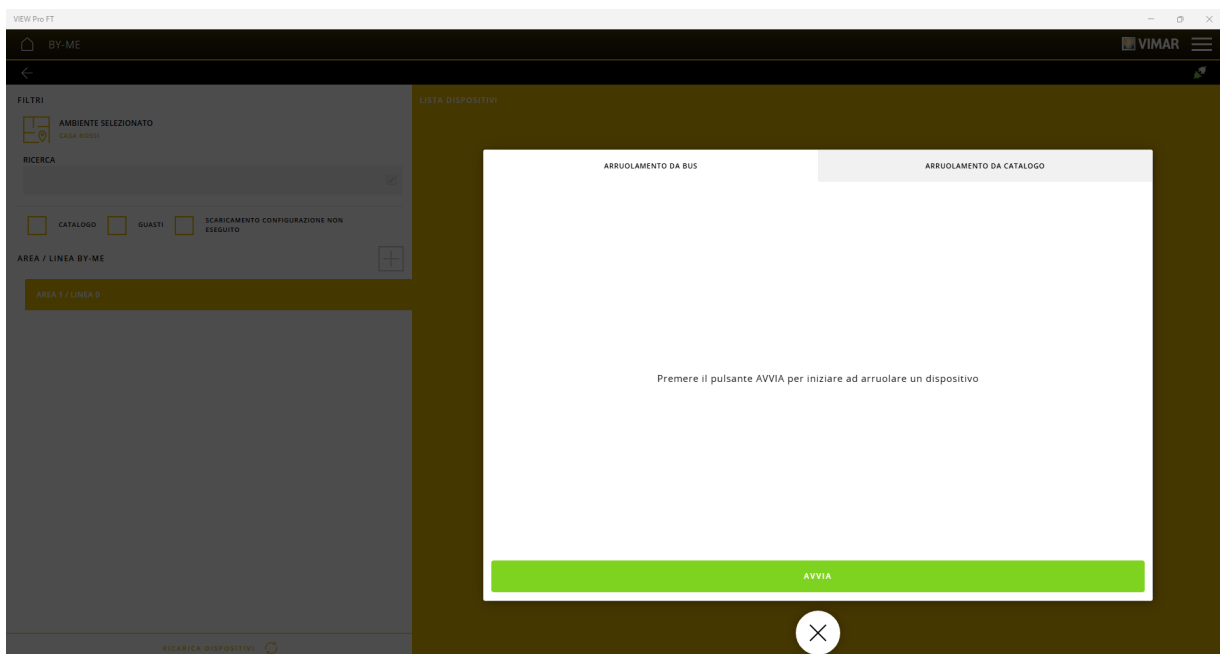 VIEW Pro FT
BY-ME
VIMAR
FILTRI
LISTA DISPOSITIVI
AMBIENTE SELEZIONATO
CASA ROSSI
RICERCA
ARRUOLAMENTO DA BUS
ARRUOLAMENTO DA CATALOGO
CATALOGO
GUASTI
SCARICAMENTO CONFIGURAZIONE NON
ESEGUITO
AREA / LINEA BY-ME
AREA 1 / LINEA 0
Premere il pulsante AVVIA per iniziare ad arruolare un dispositivo
AVVIA
RICARICA DISPOSITIVI